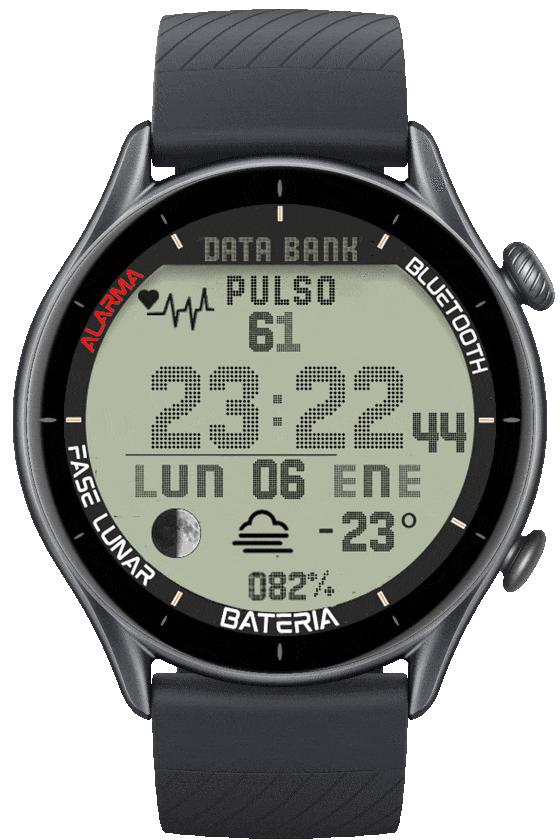 DATA BANK
ALARMA
BLUETOOTH
PULSO
61
23:22 44
LUN 06 ENE
-23°
082%
FASE LUNAR
BATERIA